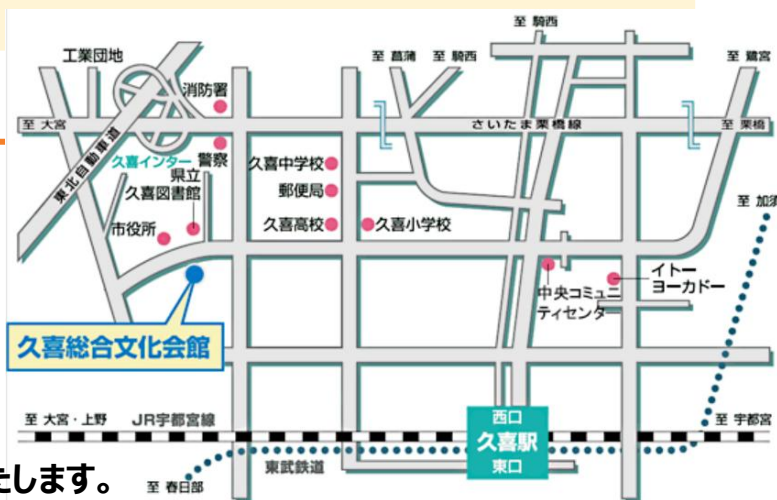 至 騎西
工業団地
至 菖蒲
至 騎西
至 鷲宮
消防署
至 大宮
さいたま栗橋線
至 栗橋
東北自動車道
久喜インター
警察
県立
久喜図書館
久喜中学校
郵便局
市役所
久喜高校
久喜小学校
至 加須
イトー
ヨーカドー
中央コミュニ
ティセンター
久喜総合文化会館
至 大宮・上野
JR宇都宮線
西口
久喜駅
東口
至 宇都宮
東武鉄道
至 春日部
たします。